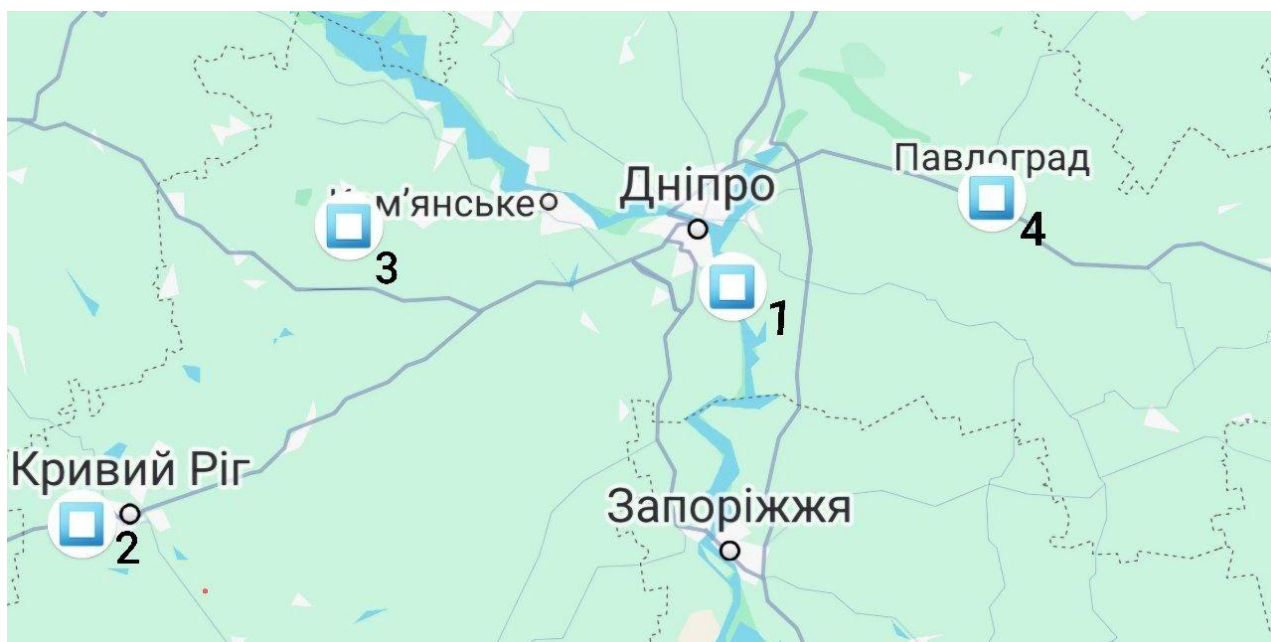 Павлоград
Дніпро
м’янське
3
4
1
Кривий Ріг
2
Запоріжжя